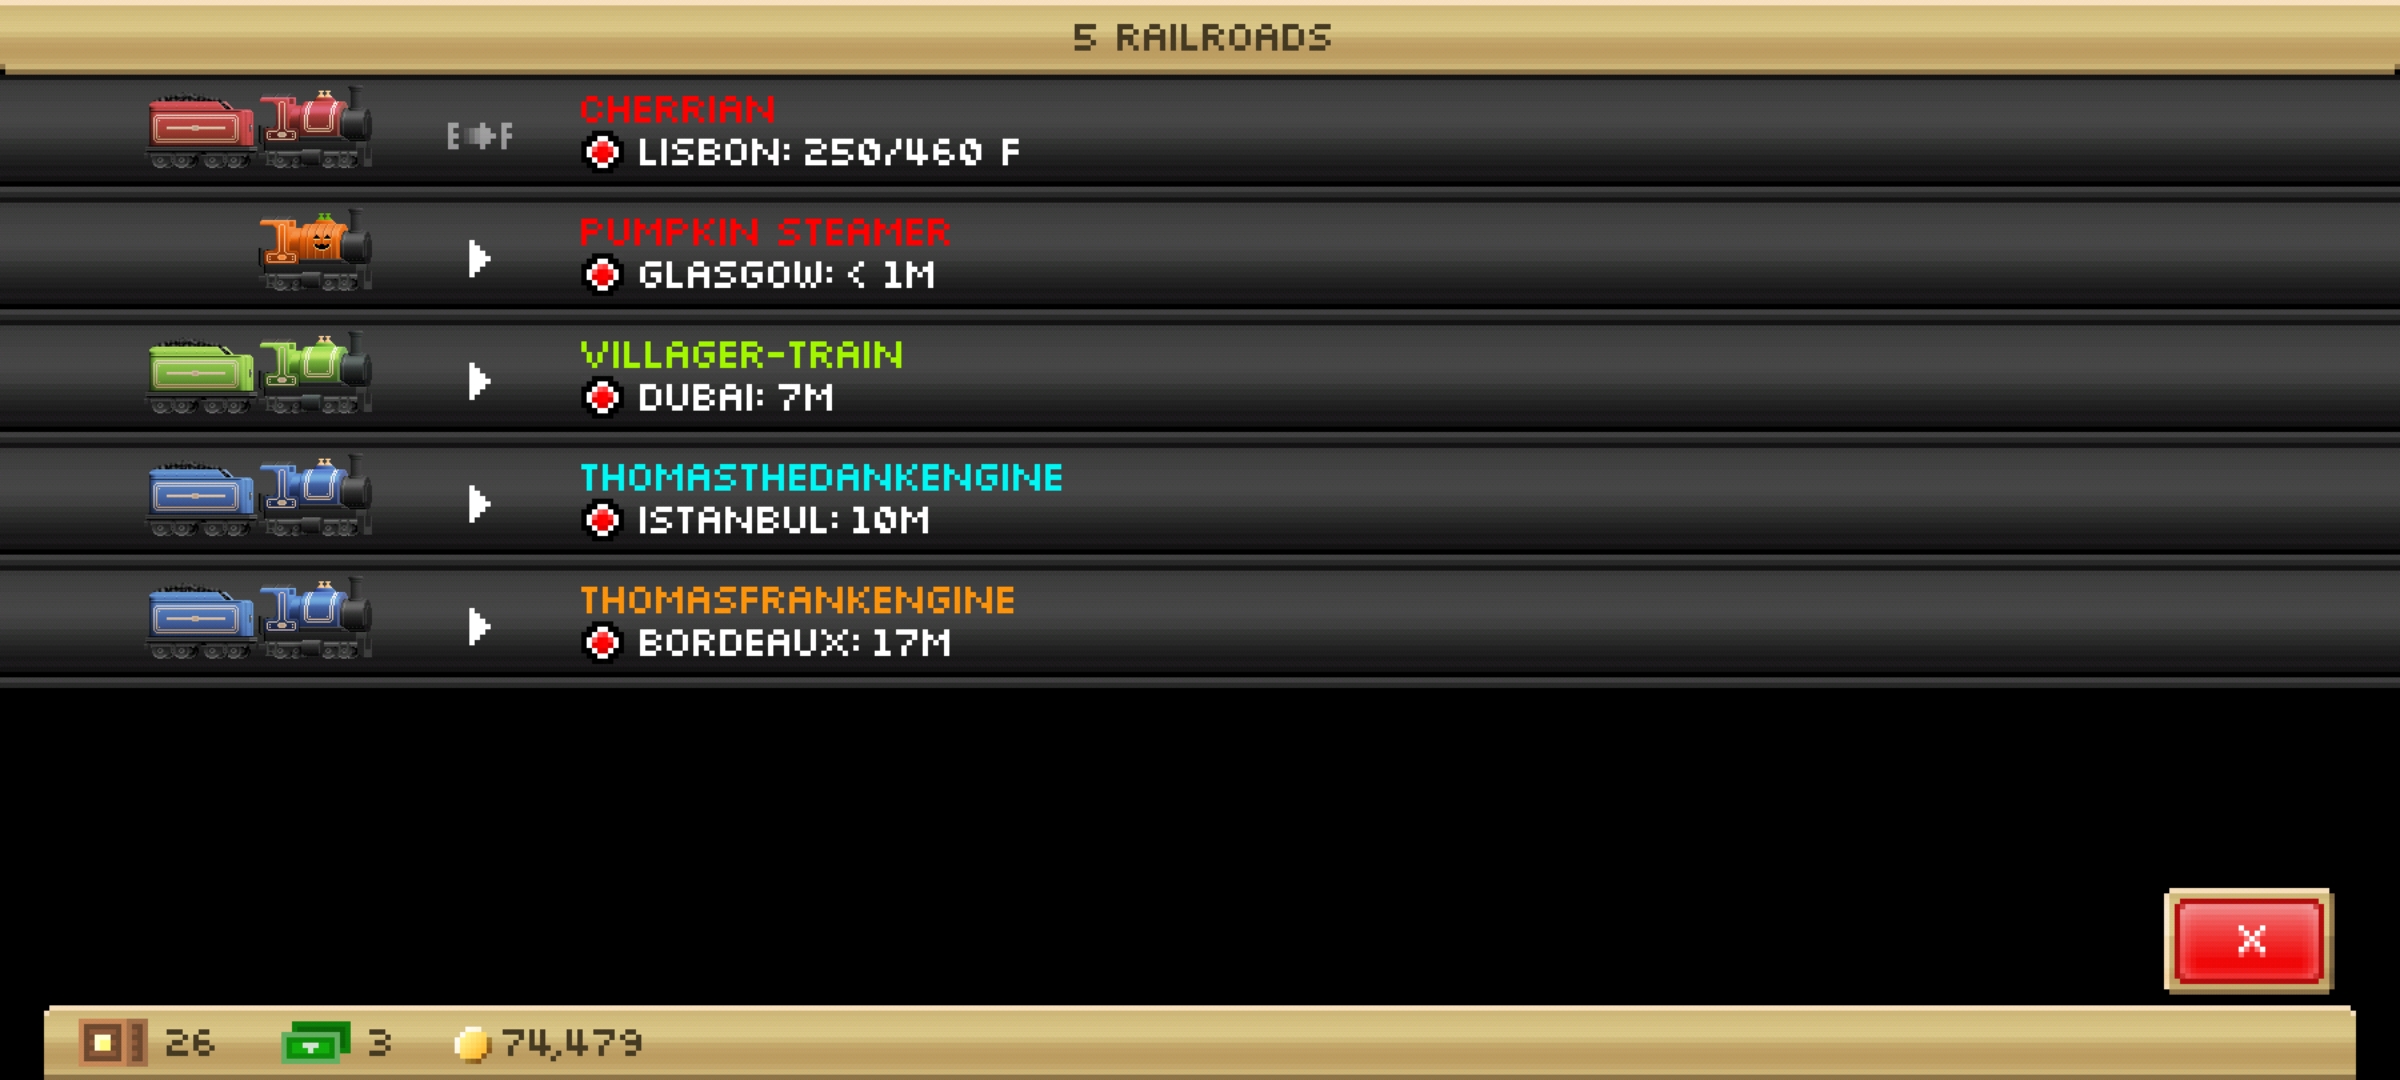 5 RAILROADS
E F
CHERRIAN
LISBON: 250/460 F
PUMPKIN STEAMER
GLASGOW: < 1M
VILLAGER-TRAIN
DUBAI: 7M
THOMASTHEDANKENGINE
ISTANBUL: 10M
THOMASFRANKENGINE
BORDEAUX: 17M
X
26 3 74,479